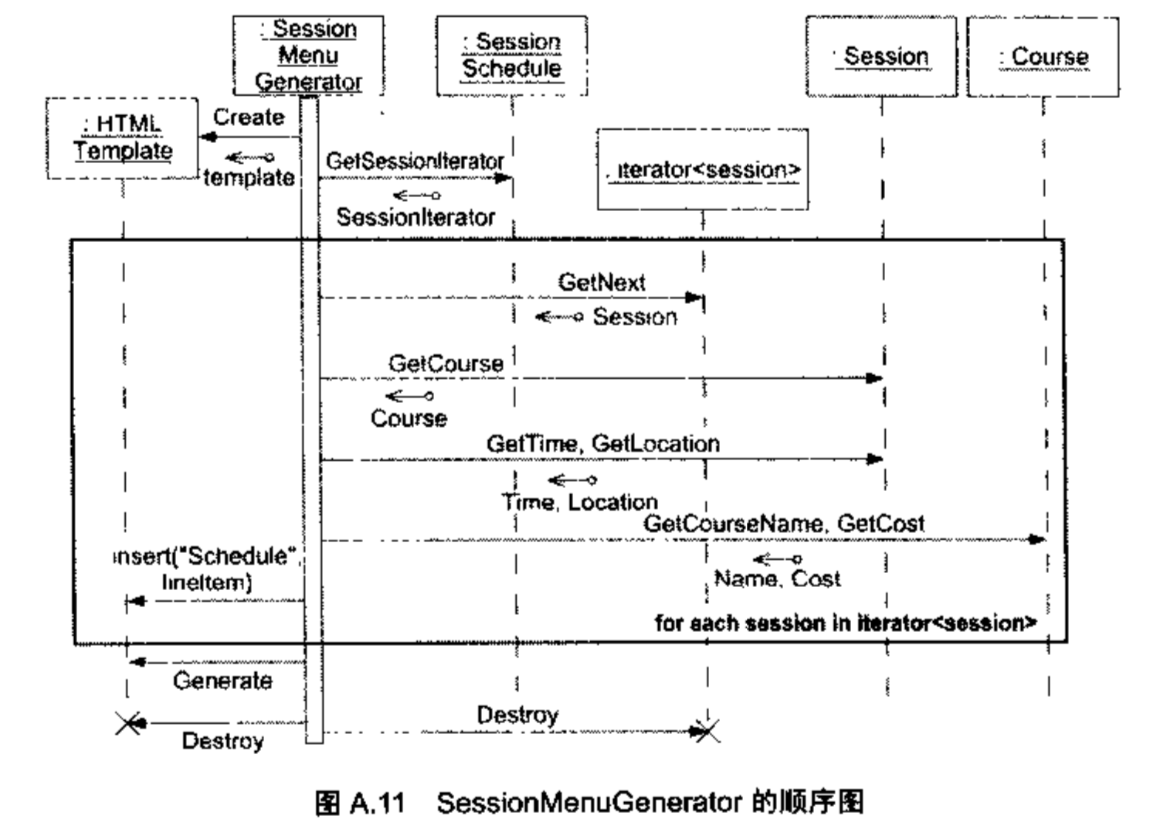 : Session
Menu
Generator
: Session
Schedule
: Session
: Course
: HTML
Template
Create
template
GetSessionIterator
SessionIterator
: iterator<session>
GetNext
Session
GetCourse
Course
GetTime, GetLocation
Time, Location
GetCourseName, GetCost
Name, Cost
insert("Schedule",
lineItem)
for each session in iterator<session>
Generate
Destroy
Destroy
图 A.11 SessionMenuGenerator 的顺序图